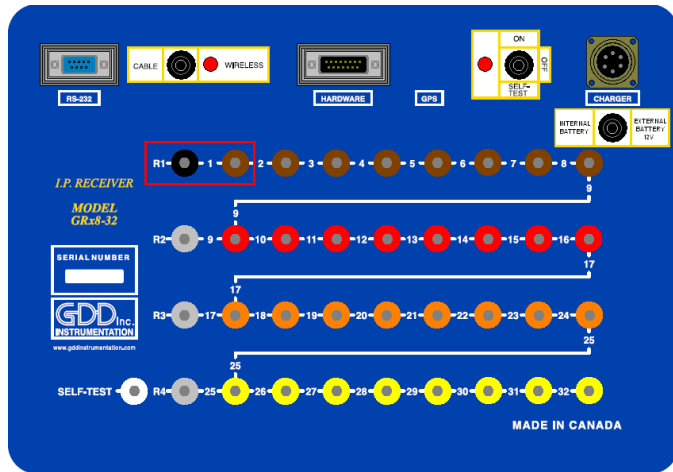 ON
CABLE
WIRELESS
OFF
SELF-
TEST
RS-232
HARDWARE
GPS
CHARGER
INTERNAL
BATTERY
EXTERNAL
BATTERY
12V
R1 1 2 3 4 5 6 7 8
9
I.P. RECEIVER
MODEL
GRx8-32
9
R2 9 10 11 12 13 14 15 16
17
SERIAL NUMBER
17
GDD Inc.
INSTRUMENTATION
www.gddinstrumentation.com
R3 17 18 19 20 21 22 23 24
25
25
SELF-TEST R4 25 26 27 28 29 30 31 32
MADE IN CANADA